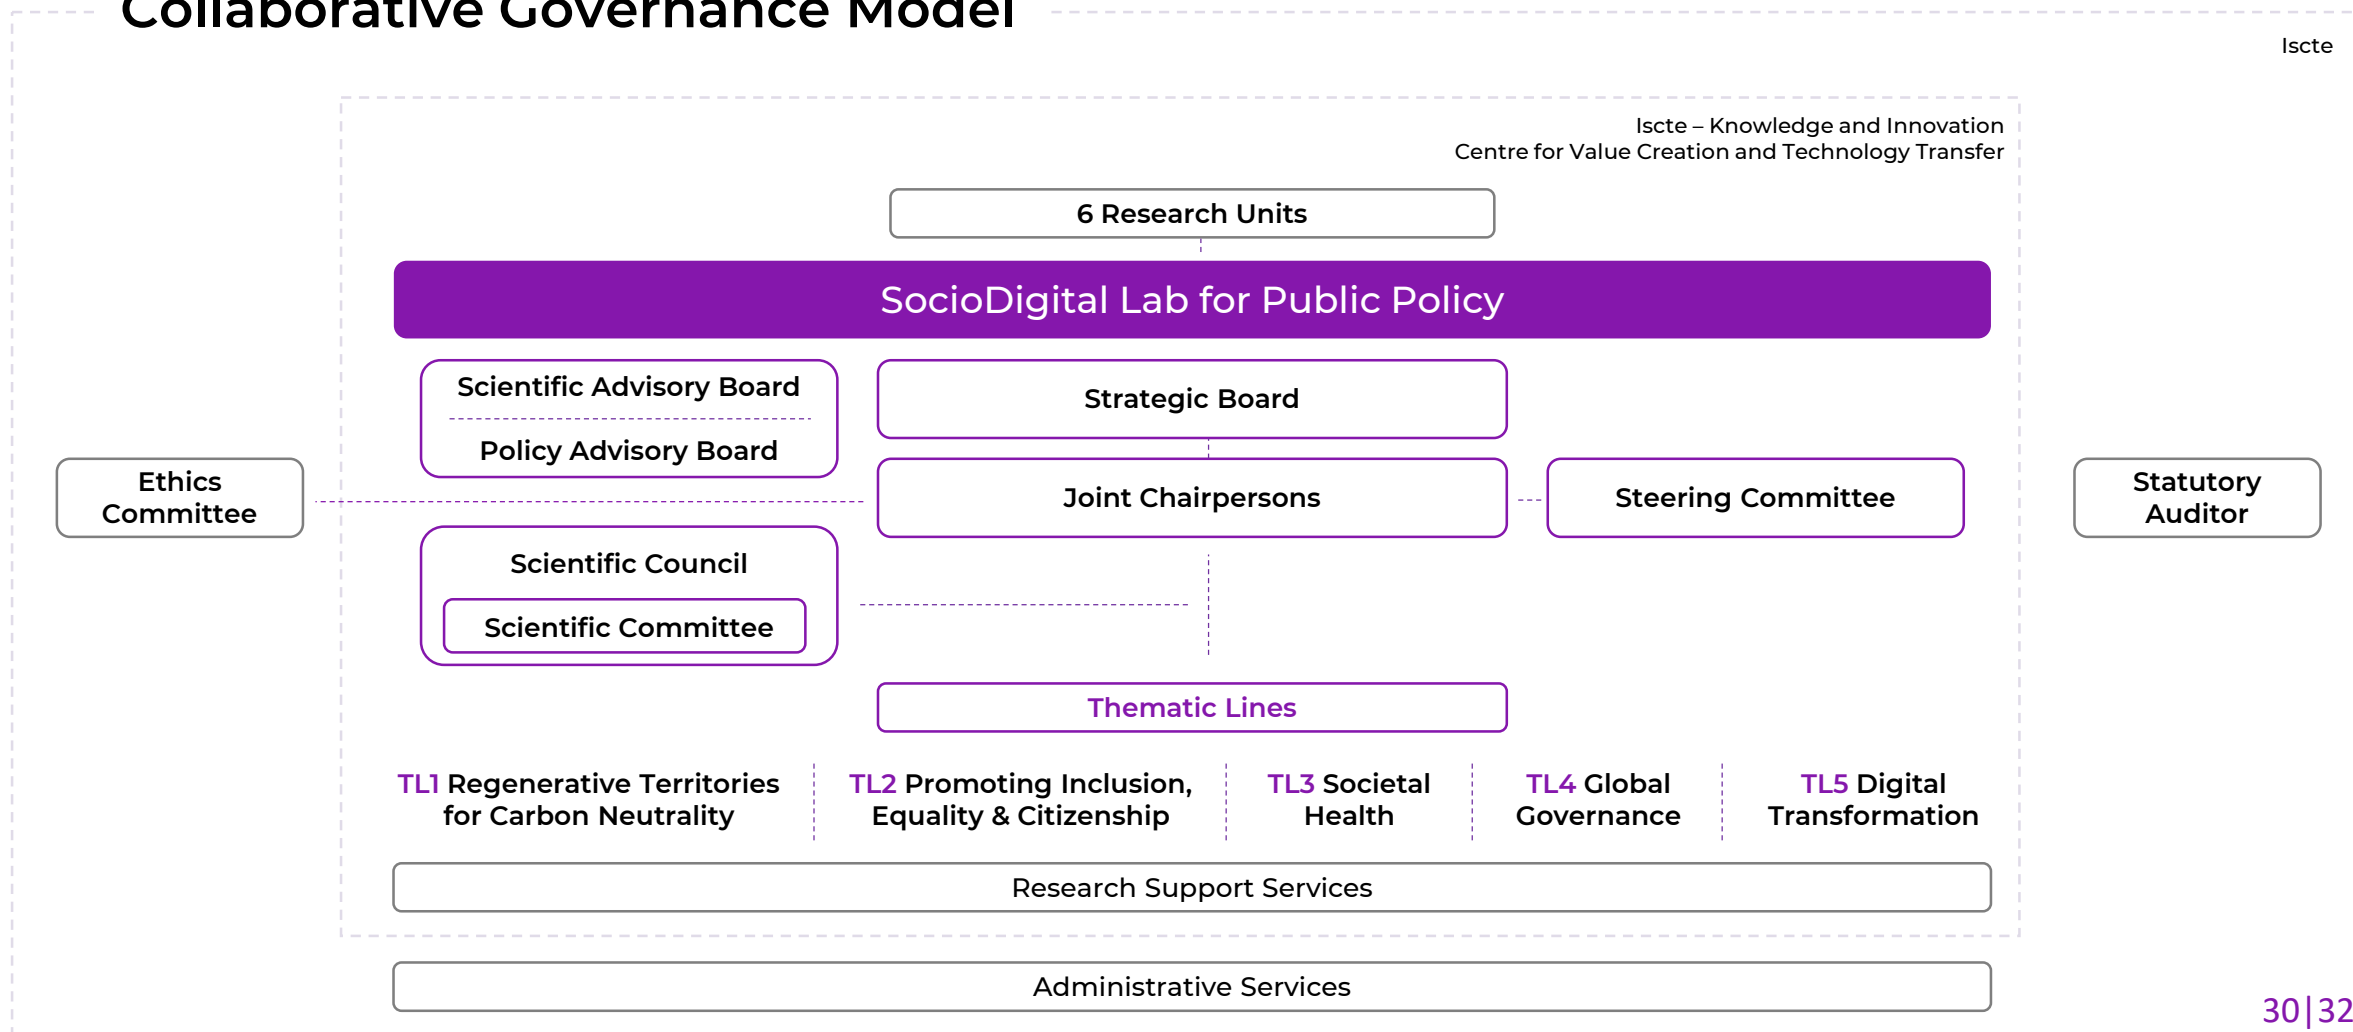 Collaborative Governance Model
Iscte
Iscte – Knowledge and Innovation
Centre for Value Creation and Technology Transfer
6 Research Units
SocioDigital Lab for Public Policy
Scientific Advisory Board
Policy Advisory Board
Strategic Board
Ethics
Committee
Joint Chairpersons
Steering Committee
Statutory
Auditor
Scientific Council
Scientific Committee
Thematic Lines
TL1 Regenerative Territories
for Carbon Neutrality
TL2 Promoting Inclusion,
Equality & Citizenship
TL3 Societal
Health
TL4 Global
Governance
TL5 Digital
Transformation
Research Support Services
Administrative Services
30|32